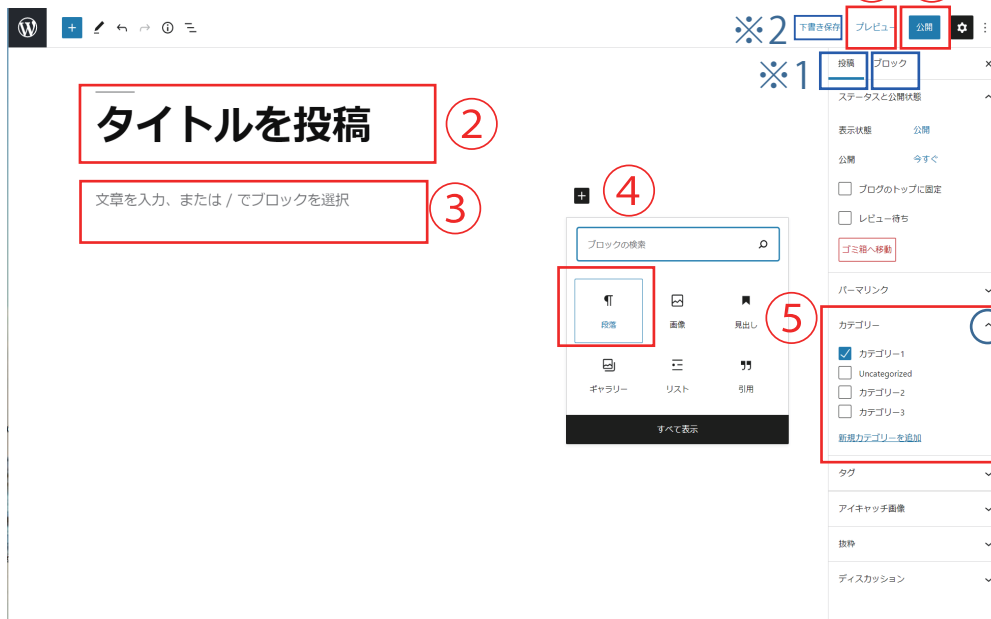 ※2 下書き保存 プレビュー 公開
※1 投稿 ブロック
タイトルを投稿 ②
文章を入力、または / でブロックを選択 ③
④
ブロックの検索
段落 画像 見出し
ギャラリー リスト 引用
すべて表示
ステータスと公開状態
表示状態 公開
公開 今すぐ
ブログのトップに固定
レビュー待ち
ゴミ箱へ移動
パーマリンク
⑤
カテゴリー
カテゴリー1
Uncategorized
カテゴリー2
カテゴリー3
新規カテゴリーを追加
タグ
アイキャッチ画像
抜粋
ディスカッション